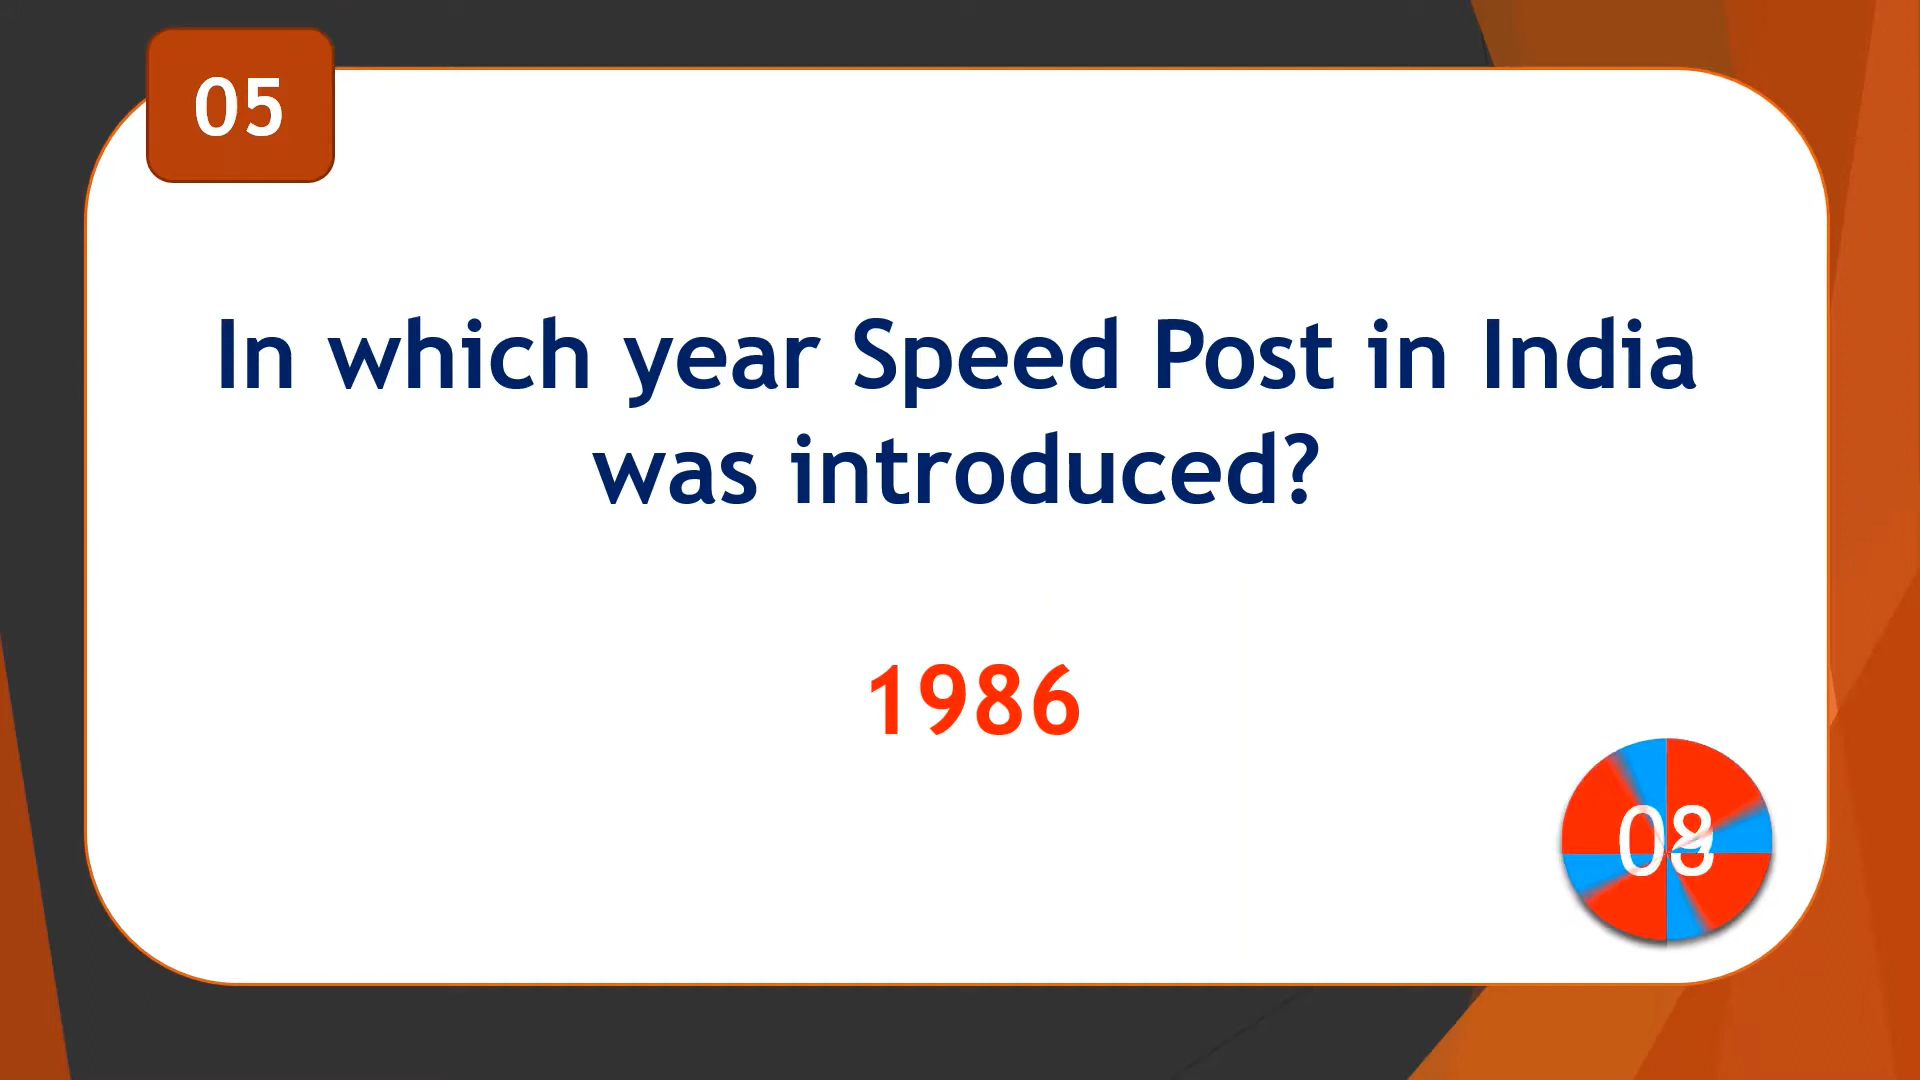 05
In which year Speed Post in India
was introduced?
1986